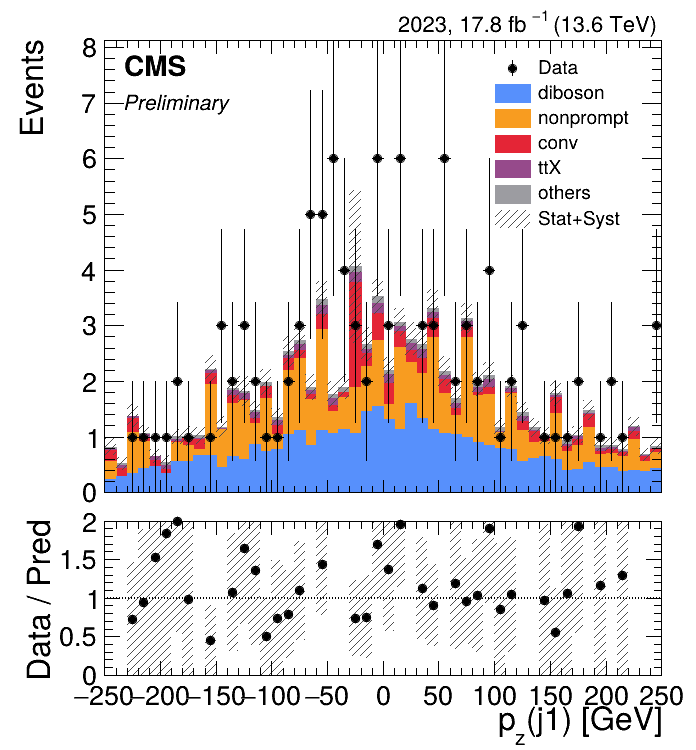 2023, 17.8 fb⁻¹ (13.6 TeV)
Events
CMS
Preliminary
Data
diboson
nonprompt
conv
ttX
others
Stat+Syst
8
7
6
5
4
3
2
1
0
Data / Pred
2
1.5
1
0.5
0
−250 −200 −150 −100 −50 0 50 100 150 200 250
p_z(j1) [GeV]